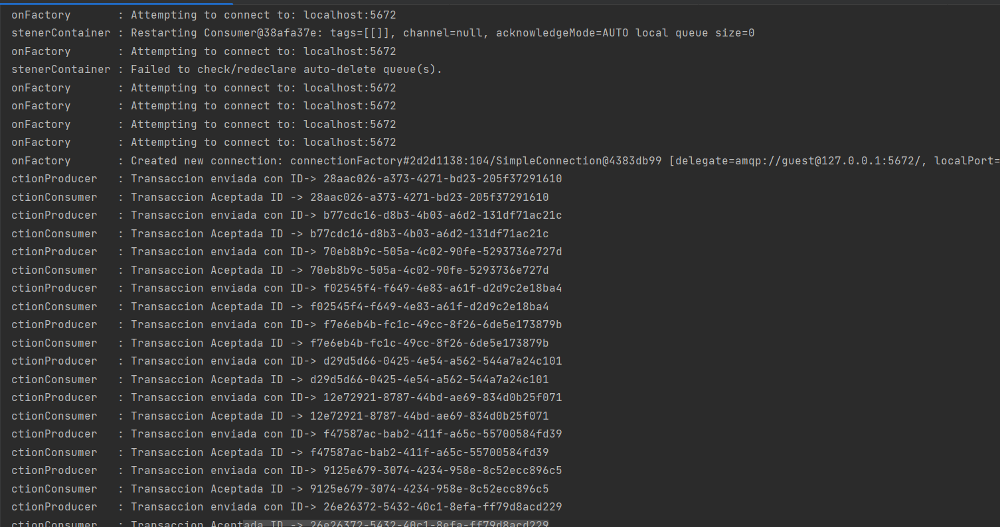 onFactory : Attempting to connect to: localhost:5672
stenerContainer : Restarting Consumer@38afa37e: tags=[[]], channel=null, acknowledgeMode=AUTO local queue size=0
onFactory : Attempting to connect to: localhost:5672
stenerContainer : Failed to check/redeclare auto-delete queue(s).
onFactory : Attempting to connect to: localhost:5672
onFactory : Attempting to connect to: localhost:5672
onFactory : Attempting to connect to: localhost:5672
onFactory : Attempting to connect to: localhost:5672
onFactory : Created new connection: connectionFactory#2d2d1138:104/SimpleConnection@4383db99 [delegate=amqp://guest@127.0.0.1:5672/, localPort=
ctionProducer : Transaccion enviada con ID-> 28aac026-a373-4271-bd23-205f37291610
ctionConsumer : Transaccion Aceptada ID -> 28aac026-a373-4271-bd23-205f37291610
ctionProducer : Transaccion enviada con ID-> b77cdc16-d8b3-4b03-a6d2-131df71ac21c
ctionConsumer : Transaccion Aceptada ID -> b77cdc16-d8b3-4b03-a6d2-131df71ac21c
ctionProducer : Transaccion enviada con ID-> 70eb8b9c-505a-4c02-90fe-5293736e727d
ctionConsumer : Transaccion Aceptada ID -> 70eb8b9c-505a-4c02-90fe-5293736e727d
ctionProducer : Transaccion enviada con ID-> f02545f4-f649-4e83-a61f-d2d9c2e18ba4
ctionConsumer : Transaccion Aceptada ID -> f02545f4-f649-4e83-a61f-d2d9c2e18ba4
ctionProducer : Transaccion enviada con ID-> f7e6eb4b-fc1c-49cc-8f26-6de5e173879b
ctionConsumer : Transaccion Aceptada ID -> f7e6eb4b-fc1c-49cc-8f26-6de5e173879b
ctionProducer : Transaccion enviada con ID-> d29d5d66-0425-4e54-a562-544a7a24c101
ctionConsumer : Transaccion Aceptada ID -> d29d5d66-0425-4e54-a562-544a7a24c101
ctionProducer : Transaccion enviada con ID-> 12e72921-8787-44bd-ae69-834d0b25f071
ctionConsumer : Transaccion Aceptada ID -> 12e72921-8787-44bd-ae69-834d0b25f071
ctionProducer : Transaccion enviada con ID-> f47587ac-bab2-411f-a65c-55700584fd39
ctionConsumer : Transaccion Aceptada ID -> f47587ac-bab2-411f-a65c-55700584fd39
ctionProducer : Transaccion enviada con ID-> 9125e679-3074-4234-958e-8c52ecc896c5
ctionConsumer : Transaccion Aceptada ID -> 9125e679-3074-4234-958e-8c52ecc896c5
ctionProducer : Transaccion enviada con ID-> 26e26372-5432-40c1-8efa-ff79d8acd229
ctionConsumer : Transaccion Aceptada ID -> 26e26372-5432-40c1-8efa-ff79d8acd229